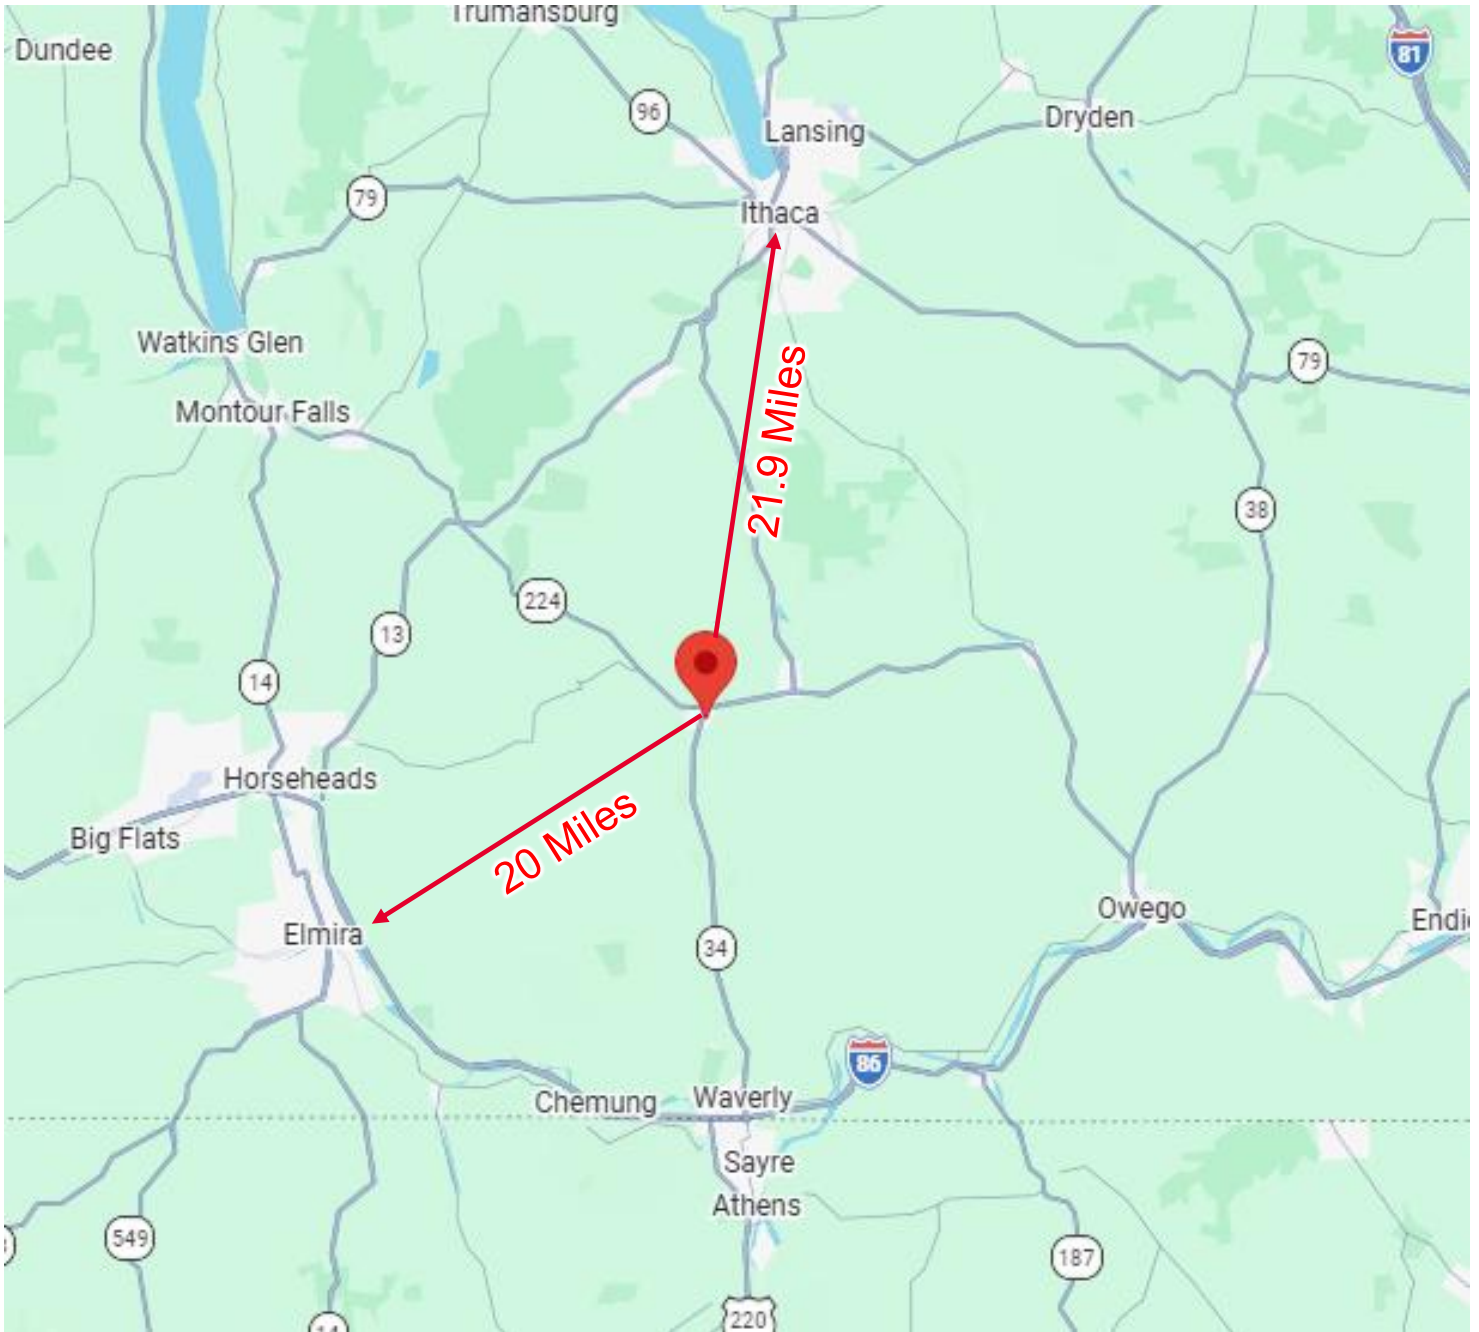 Trumansburg
Dundee
81
96
Dryden
Lansing
79
Ithaca
Watkins Glen
79
21.9 Miles
Montour Falls
38
224
13
14
Horseheads
20 Miles
Big Flats
Owego
Elmira
34
86
Chemung
Waverly
Sayre
Athens
549
187
220